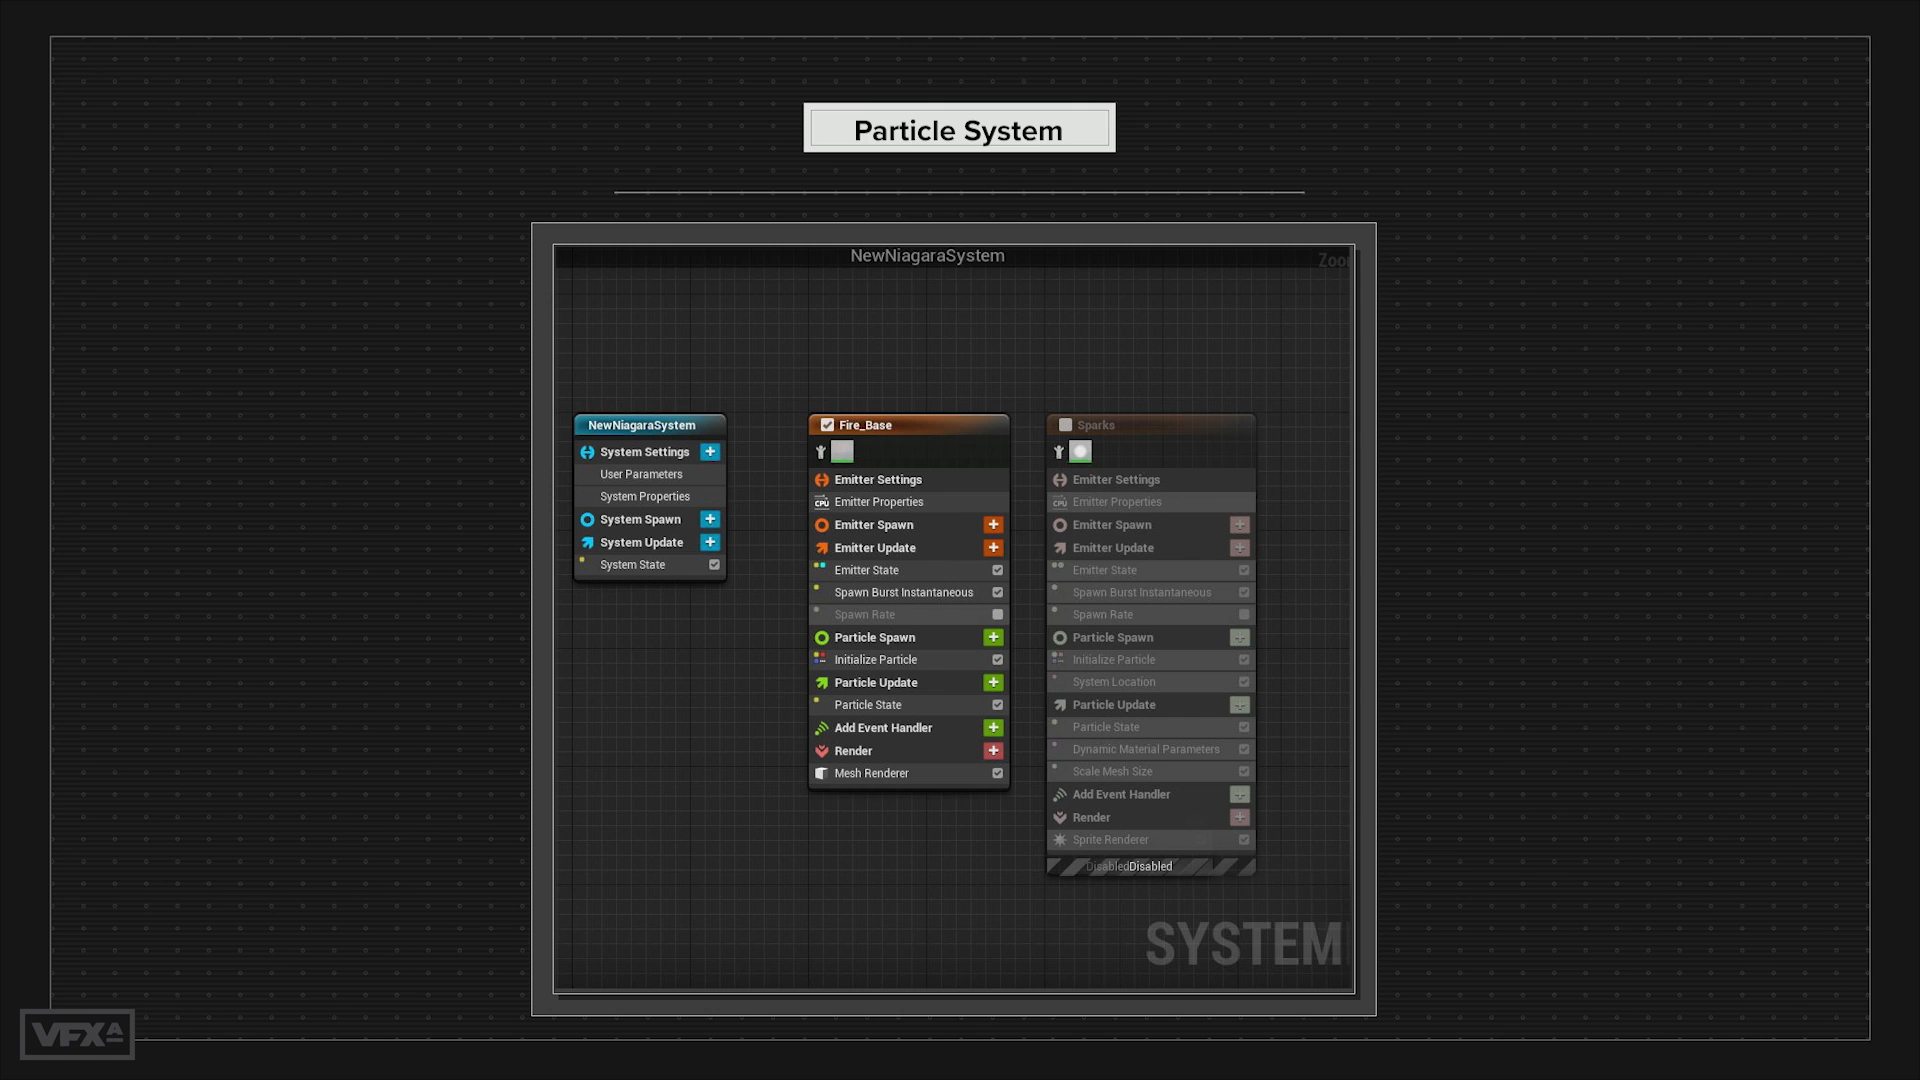 Particle System
NewNiagaraSystem
Zoo
NewNiagaraSystem
System Settings
User Parameters
System Properties
System Spawn
System Update
System State
Fire_Base
Emitter Settings
CPU Emitter Properties
Emitter Spawn
Emitter Update
Emitter State
Spawn Burst Instantaneous
Spawn Rate
Particle Spawn
Initialize Particle
Particle Update
Particle State
Add Event Handler
Render
Mesh Renderer
Sparks
Emitter Settings
CPU Emitter Properties
Emitter Spawn
Emitter Update
Emitter State
Spawn Burst Instantaneous
Spawn Rate
Particle Spawn
Initialize Particle
System Location
Particle Update
Particle State
Dynamic Material Parameters
Scale Mesh Size
Add Event Handler
Render
Sprite Renderer
DisabledDisabled
SYSTEM
VFXA